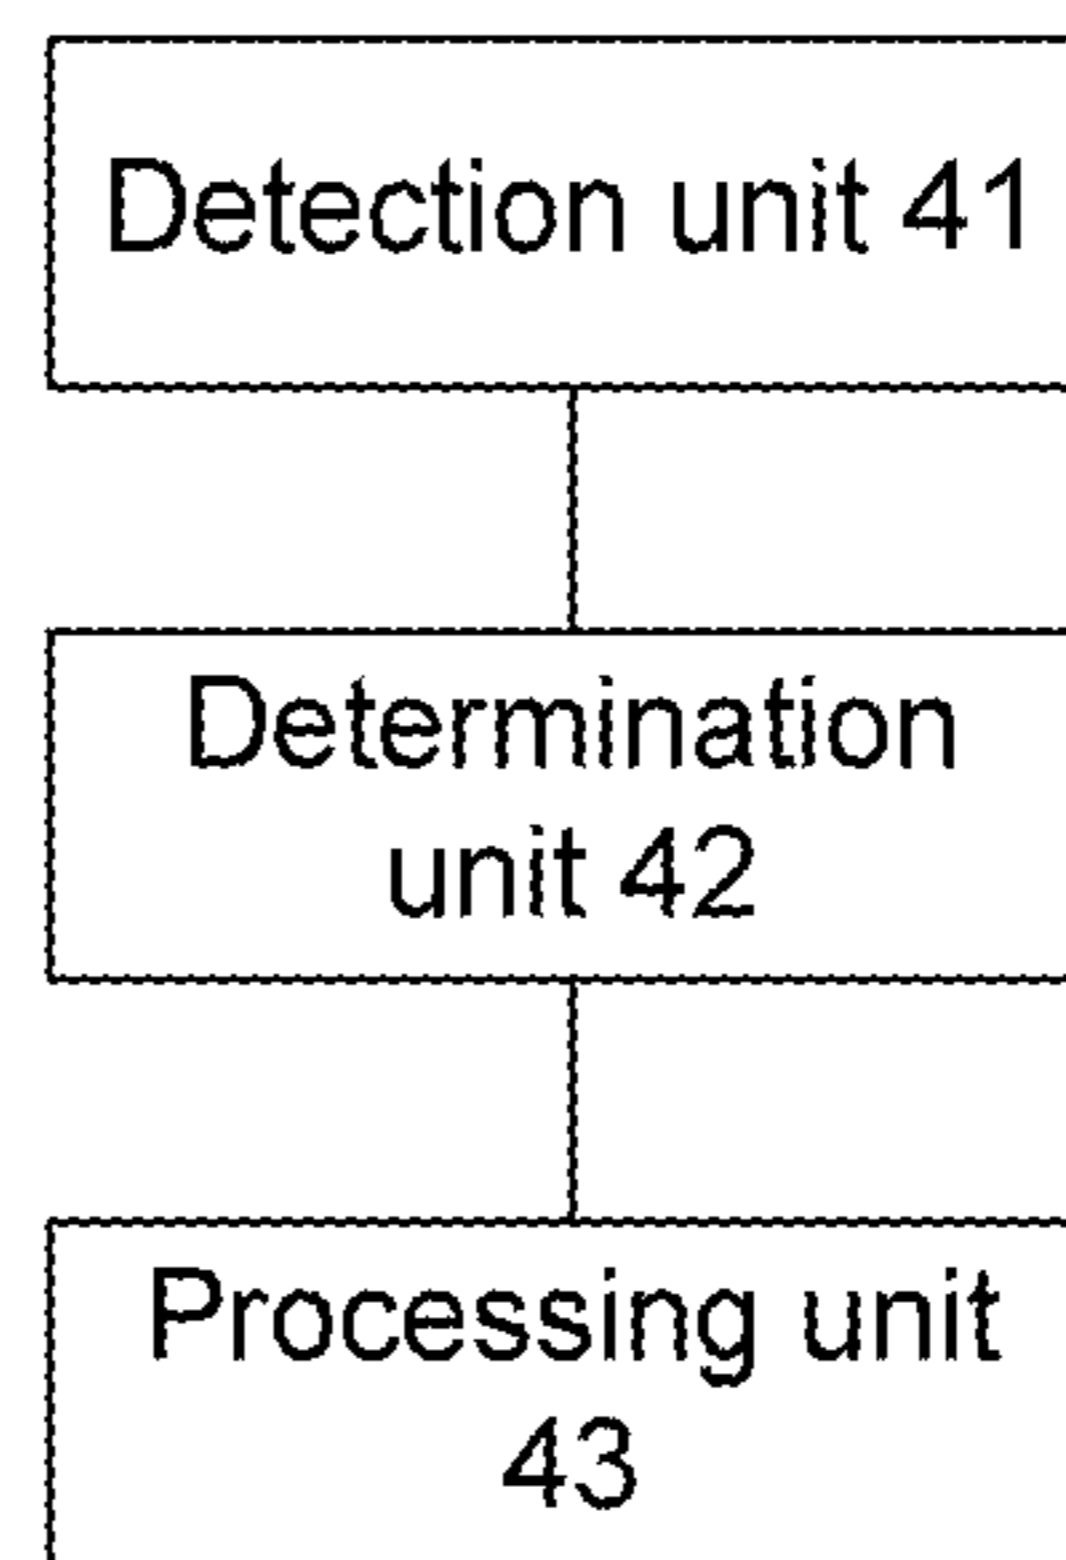 Detection unit 41
Determination
unit 42
Processing unit
43